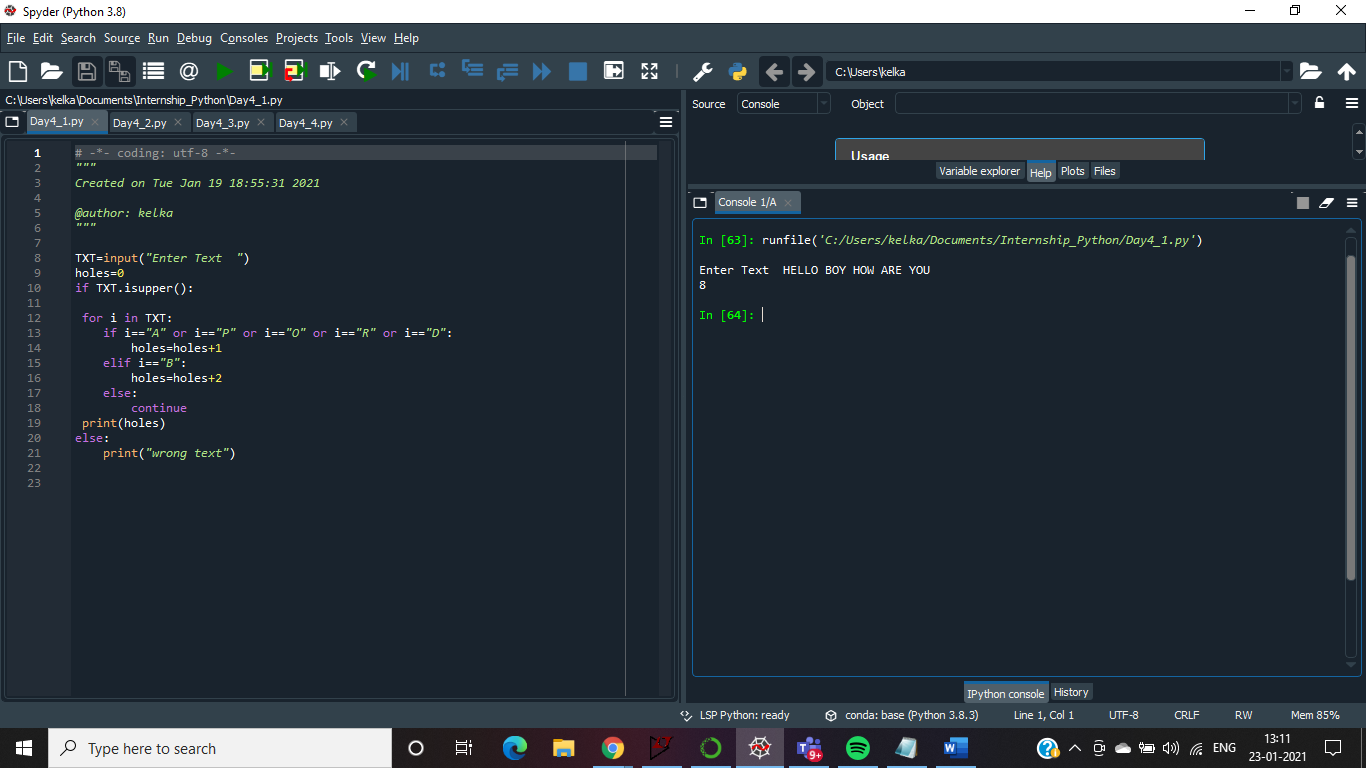 Spyder (Python 3.8)
File Edit Search Source Run Debug Consoles Projects Tools View Help
C:\Users\kelka
C:\Users\kelka\Documents\Internship_Python\Day4_1.py
Day4_1.py Day4_2.py Day4_3.py Day4_4.py
1 # -*- coding: utf-8 -*-
2 """
3 Created on Tue Jan 19 18:55:31 2021
4
5 @author: kelka
6 """
7
8 TXT=input("Enter Text  ")
9 holes=0
10 if TXT.isupper():
11
12  for i in TXT:
13     if i=="A" or i=="P" or i=="O" or i=="R" or i=="D":
14         holes=holes+1
15     elif i=="B":
16         holes=holes+2
17     else:
18         continue
19  print(holes)
20 else:
21     print("wrong text")
22
23
Source Console Object
Usage
Variable explorer Help Plots Files
Console 1/A
In [63]: runfile('C:/Users/kelka/Documents/Internship_Python/Day4_1.py')
Enter Text  HELLO BOY HOW ARE YOU
8
In [64]:
IPython console History
LSP Python: ready conda: base (Python 3.8.3) Line 1, Col 1 UTF-8 CRLF RW Mem 85%
Type here to search
9+
W
ENG
13:11
23-01-2021